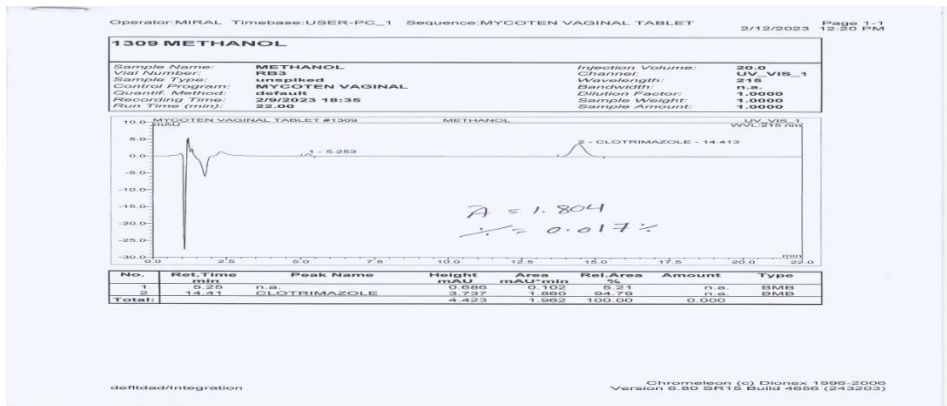 Operator:MIRAL Timebase:USER-PC_1 Sequence:MYCOTEN VAGINAL TABLET Page 1-1
2/12/2023 12:20 PM
1309 METHANOL
Sample Name: METHANOL Injection Volume: 20.0
Vial Number: RB3 Channel: UV_VIS_1
Sample Type: unspiked Wavelength: 215
Control Program: MYCOTEN VAGINAL Bandwidth: n.a.
Quantif. Method: default Dilution Factor: 1.0000
Recording Time: 2/9/2023 18:35 Sample Weight: 1.0000
Run Time (min): 22.00 Sample Amount: 1.0000
10.0 MYCOTEN VAGINAL TABLET #1309 METHANOL UV_VIS_1
mAU WVL:215 nm
5.0
2 - CLOTRIMAZOLE - 14.413
0.0 1 - 5.253
-5.0
-10.0
-15.0
A = 1.804
-20.0
% = 0.017%
-25.0
-30.0 min
0.0 2.5 5.0 7.5 10.0 12.5 15.0 17.5 20.0 22.0
No. Ret.Time Peak Name Height Area Rel.Area Amount Type
min mAU mAU*min %
1 5.25 n.a. 0.686 0.102 5.21 n.a. BMB
2 14.41 CLOTRIMAZOLE 3.737 1.860 94.79 n.a. BMB
Total: 4.423 1.962 100.00 0.000
defltdad/Integration Chromeleon (c) Dionex 1996-2006
Version 6.80 SR15 Build 4656 (243203)